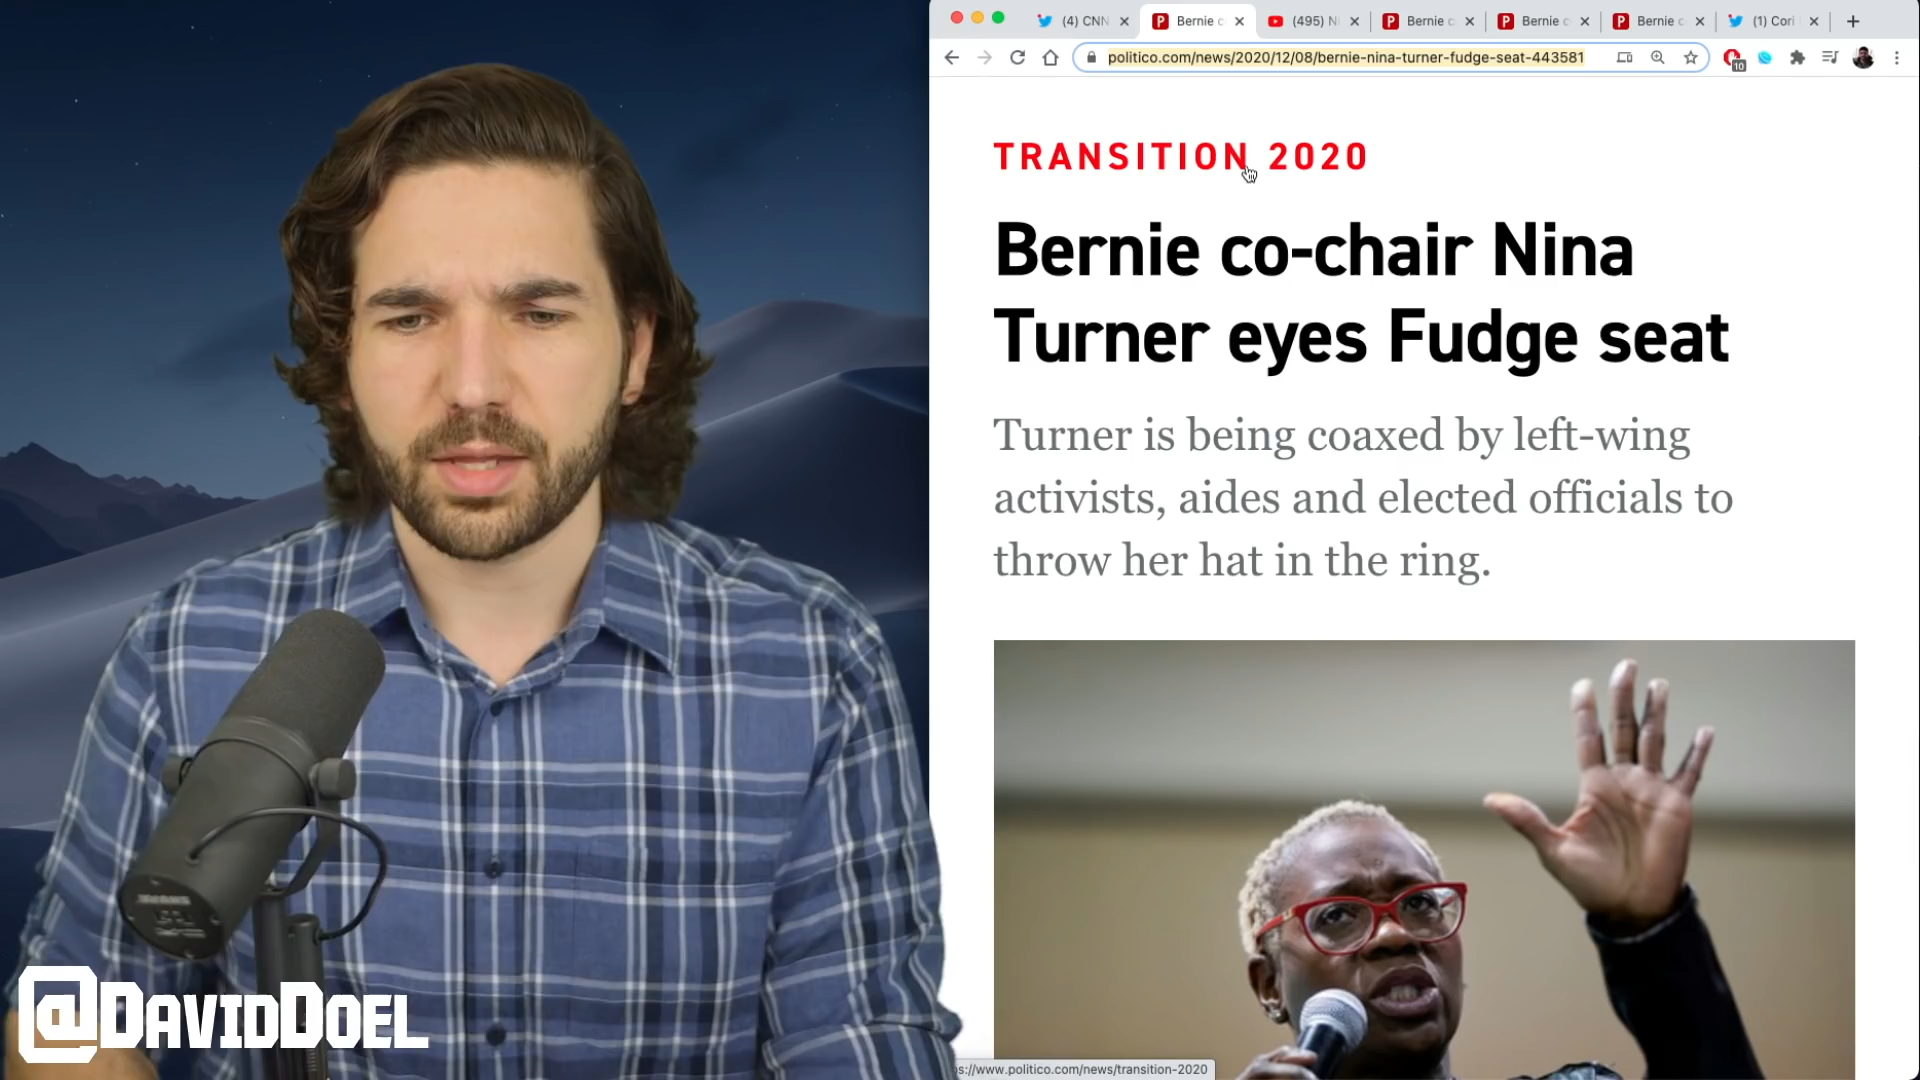 (4) CNN
Bernie c
(495) Ni
Bernie c
Bernie c
Bernie c
(1) Cori
politico.com/news/2020/12/08/bernie-nina-turner-fudge-seat-443581
10
TRANSITION 2020
Bernie co-chair Nina
Turner eyes Fudge seat
Turner is being coaxed by left-wing
activists, aides and elected officials to
throw her hat in the ring.
@DAVIDDOEL
s://www.politico.com/news/transition-2020